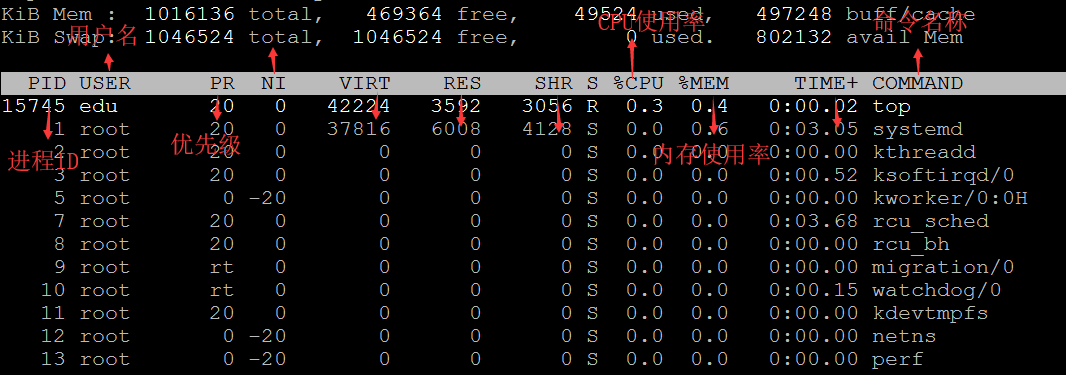 KiB Mem : 1016136 total, 469364 free, 49524 used, 497248 buff/cache
用户名 CPU使用率 命令名称
KiB Swap: 1046524 total, 1046524 free, 0 used. 802132 avail Mem
PID USER PR NI VIRT RES SHR S %CPU %MEM TIME+ COMMAND
15745 edu 20 0 42224 3592 3056 R 0.3 0.4 0:00.02 top
1 root 20 0 37816 6008 4128 S 0.0 0.6 0:03.05 systemd
进程ID 优先级 内存使用率
2 root 20 0 0 0 0 S 0.0 0.0 0:00.00 kthreadd
3 root 20 0 0 0 0 S 0.0 0.0 0:00.52 ksoftirqd/0
5 root 0 -20 0 0 0 S 0.0 0.0 0:00.00 kworker/0:0H
7 root 20 0 0 0 0 S 0.0 0.0 0:03.68 rcu_sched
8 root 20 0 0 0 0 S 0.0 0.0 0:00.00 rcu_bh
9 root rt 0 0 0 0 S 0.0 0.0 0:00.00 migration/0
10 root rt 0 0 0 0 S 0.0 0.0 0:00.15 watchdog/0
11 root 20 0 0 0 0 S 0.0 0.0 0:00.00 kdevtmpfs
12 root 0 -20 0 0 0 S 0.0 0.0 0:00.00 netns
13 root 0 -20 0 0 0 S 0.0 0.0 0:00.00 perf